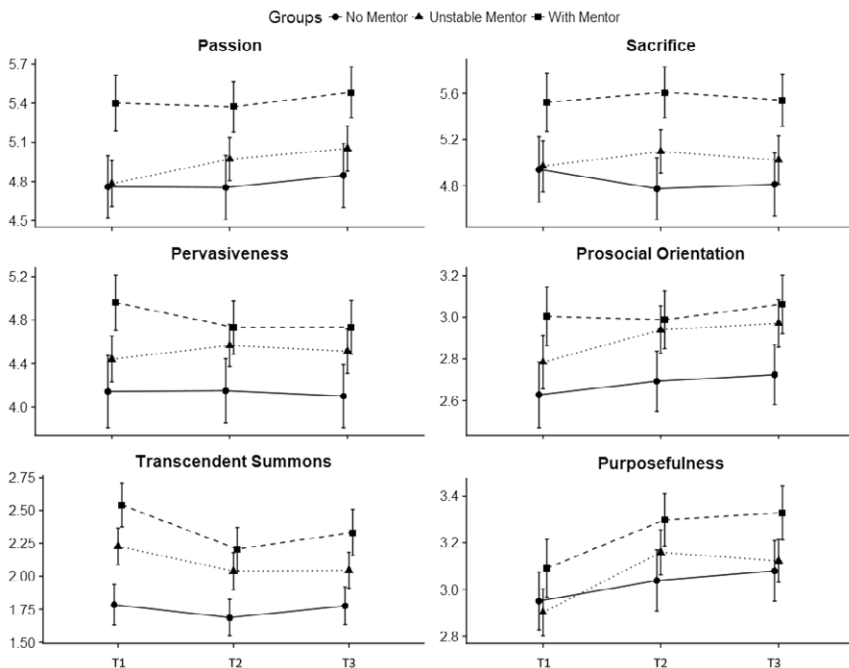 Groups No Mentor Unstable Mentor With Mentor
Passion
5.7
5.4
5.1
4.8
4.5
Sacrifice
5.6
5.2
4.8
Pervasiveness
5.2
4.8
4.4
4.0
Prosocial Orientation
3.2
3.0
2.8
2.6
Transcendent Summons
2.75
2.50
2.25
2.00
1.75
1.50
T1 T2 T3
Purposefulness
3.4
3.2
3.0
2.8
T1 T2 T3